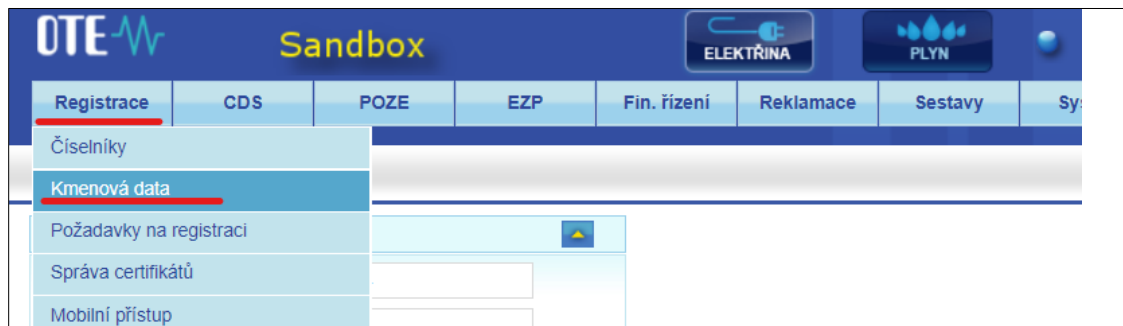 OTE Sandbox ELEKTŘINA PLYN
Registrace CDS POZE EZP Fin. řízení Reklamace Sestavy
Číselníky
Kmenová data
Požadavky na registraci
Správa certifikátů
Mobilní přístup